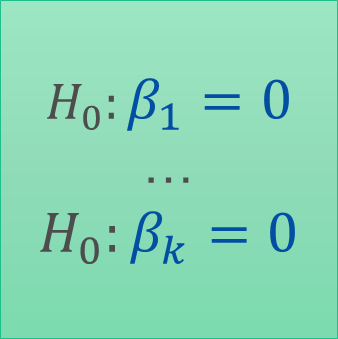 H₀: β₁ = 0
...
H₀: βₖ = 0